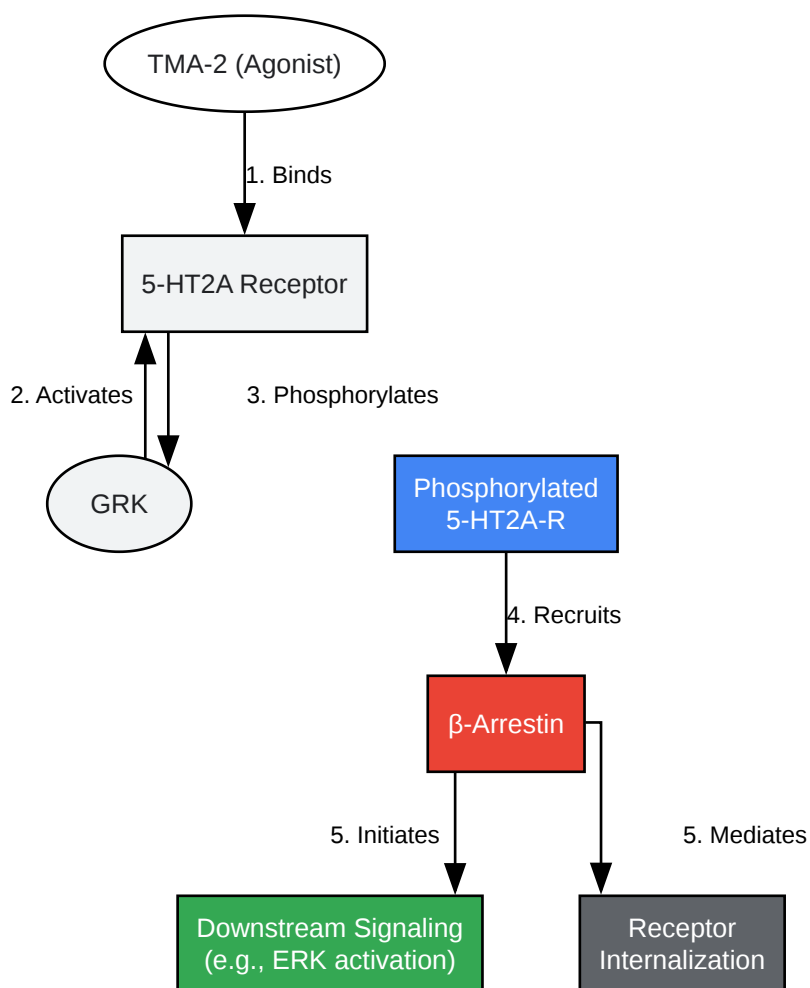 TMA-2 (Agonist)
1. Binds
5-HT2A Receptor
2. Activates
3. Phosphorylates
GRK
Phosphorylated
5-HT2A-R
4. Recruits
β-Arrestin
5. Initiates
5. Mediates
Downstream Signaling
(e.g., ERK activation)
Receptor
Internalization